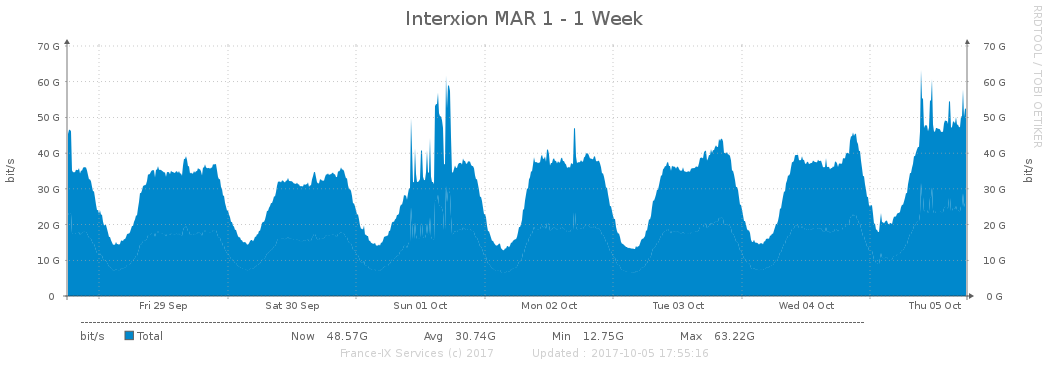 Interxion MAR 1 - 1 Week
RRDTOOL / TOBI OETIKER
bit/s
bit/s
70 G 70 G
60 G 60 G
50 G 50 G
40 G 40 G
30 G 30 G
20 G 20 G
10 G 10 G
0 0 G
Fri 29 Sep Sat 30 Sep Sun 01 Oct Mon 02 Oct Tue 03 Oct Wed 04 Oct Thu 05 Oct
bit/s Total Now 48.57G Avg 30.74G Min 12.75G Max 63.22G
France-IX Services (c) 2017 Updated : 2017-10-05 17:55:16